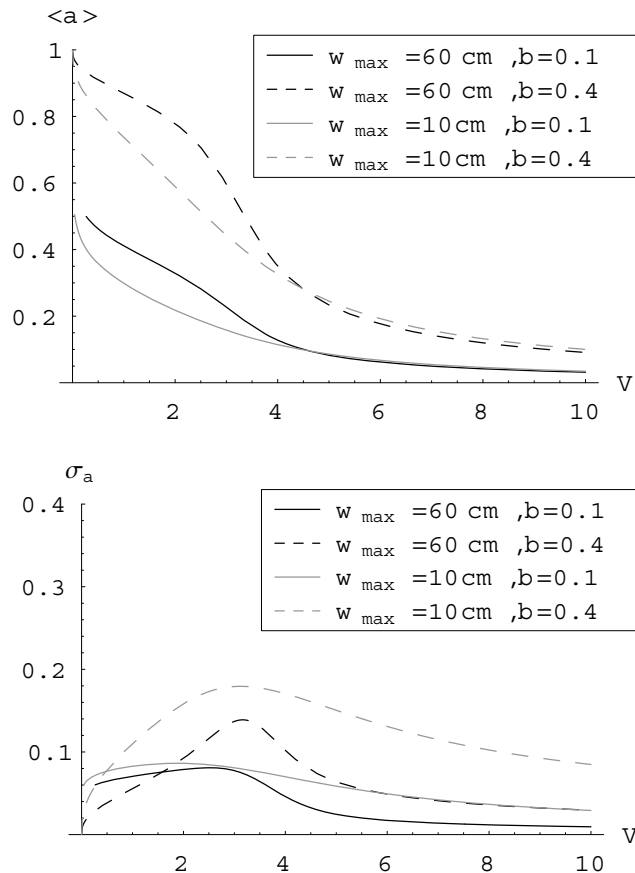 <a>
1
0.8
0.6
0.4
0.2
w max =60 cm ,b=0.1
w max =60 cm ,b=0.4
w max =10cm ,b=0.1
w max =10cm ,b=0.4
2 4 6 8 10 V
σa
0.4
0.3
0.2
0.1
w max =60 cm ,b=0.1
w max =60 cm ,b=0.4
w max =10cm ,b=0.1
w max =10cm ,b=0.4
2 4 6 8 10 V